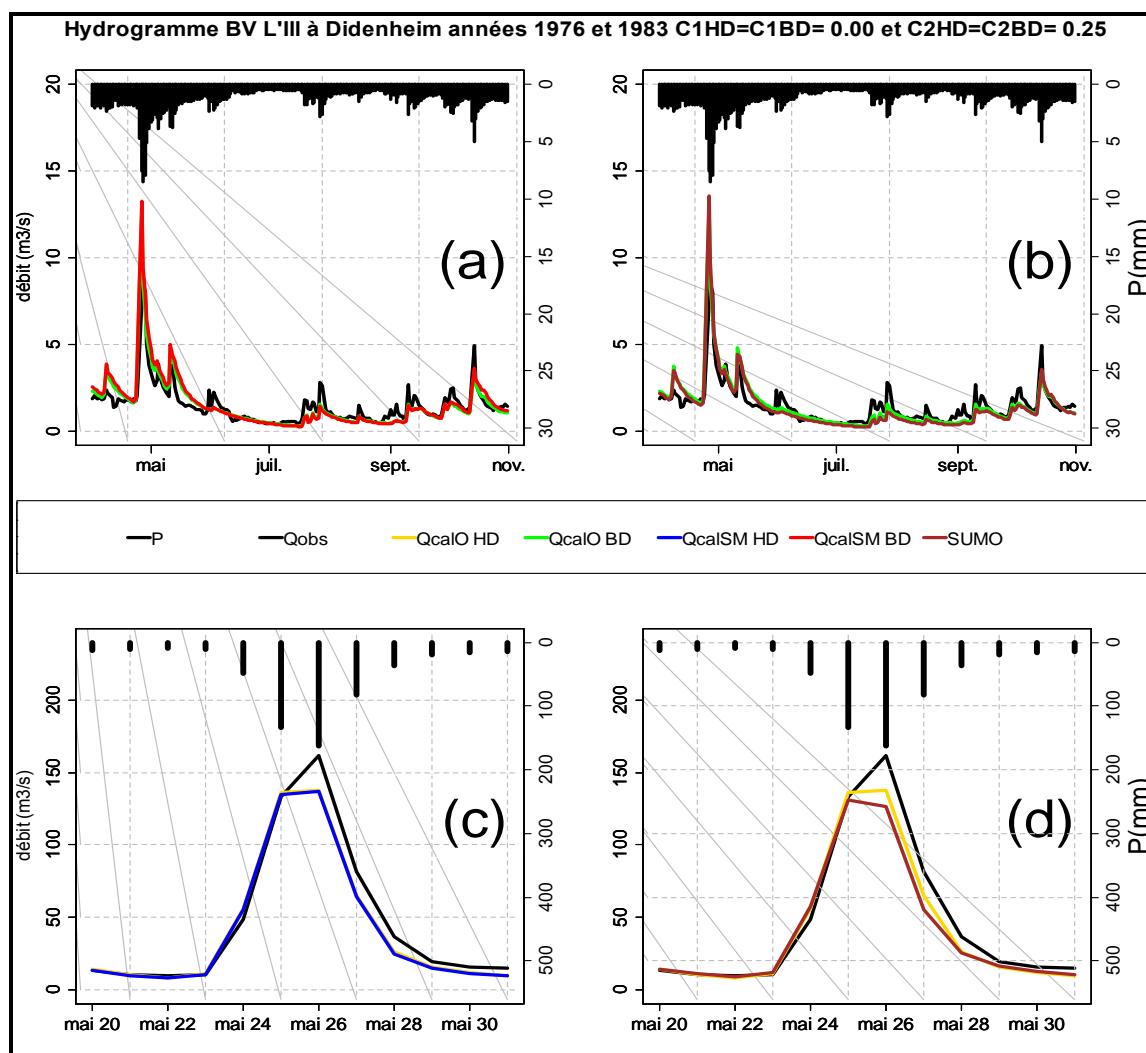 Hydrogramme BV L'Ill à Didenheim années 1976 et 1983 C1HD=C1BD= 0.00 et C2HD=C2BD= 0.25
20
15
10
5
0
débit (m3/s)
(a)
0
5
10
15
20
25
30
mai
juil.
sept.
nov.
20
15
10
5
0
(b)
0
5
10
15
20
25
30
P(mm)
mai
juil.
sept.
nov.
P Qobs QcalO HD QcalO BD QcalSM HD QcalSM BD SUMO
200
150
100
50
0
débit (m3/s)
(c)
0
100
200
300
400
500
mai 20
mai 22
mai 24
mai 26
mai 28
mai 30
200
150
100
50
0
(d)
0
100
200
300
400
500
P(mm)
mai 20
mai 22
mai 24
mai 26
mai 28
mai 30